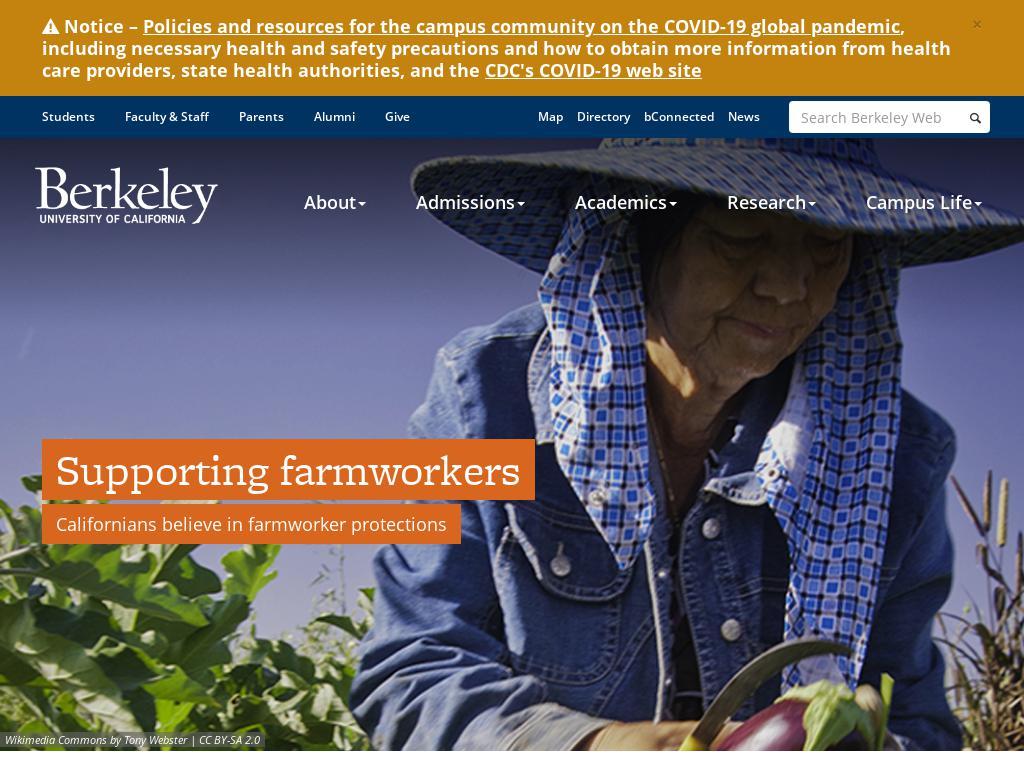 Notice – Policies and resources for the campus community on the COVID-19 global pandemic,
including necessary health and safety precautions and how to obtain more information from health
care providers, state health authorities, and the CDC's COVID-19 web site
×
Students Faculty & Staff Parents Alumni Give Map Directory bConnected News Search Berkeley Web
Berkeley
UNIVERSITY OF CALIFORNIA
About Admissions Academics Research Campus Life
Supporting farmworkers
Californians believe in farmworker protections
Wikimedia Commons by Tony Webster | CC BY-SA 2.0